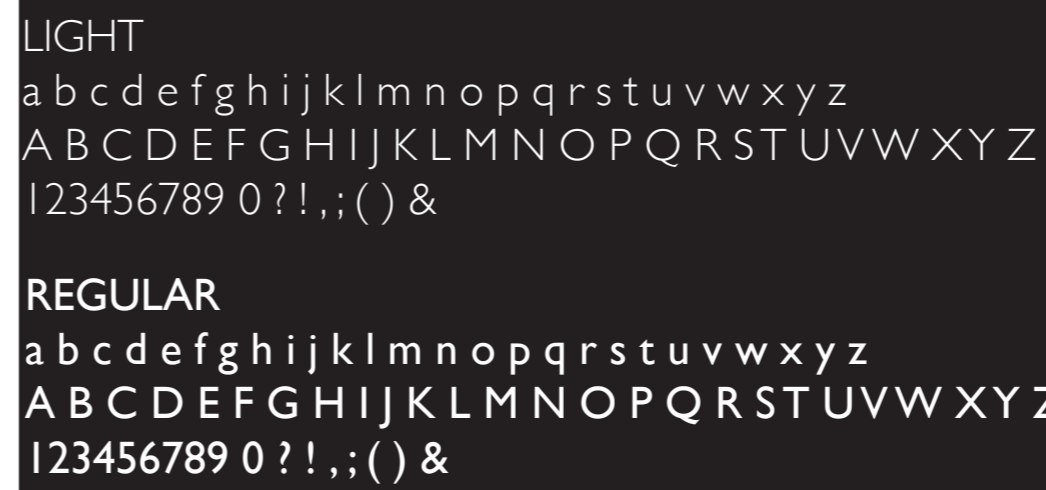 LIGHT
a b c d e f g h i j k l m n o p q r s t u v w x y z
A B C D E F G H I J K L M N O P Q R S T U V W X Y Z
123456789 0 ? ! , ; ( ) &
REGULAR
a b c d e f g h i j k l m n o p q r s t u v w x y z
A B C D E F G H I J K L M N O P Q R S T U V W X Y Z
123456789 0 ? ! , ; ( ) &